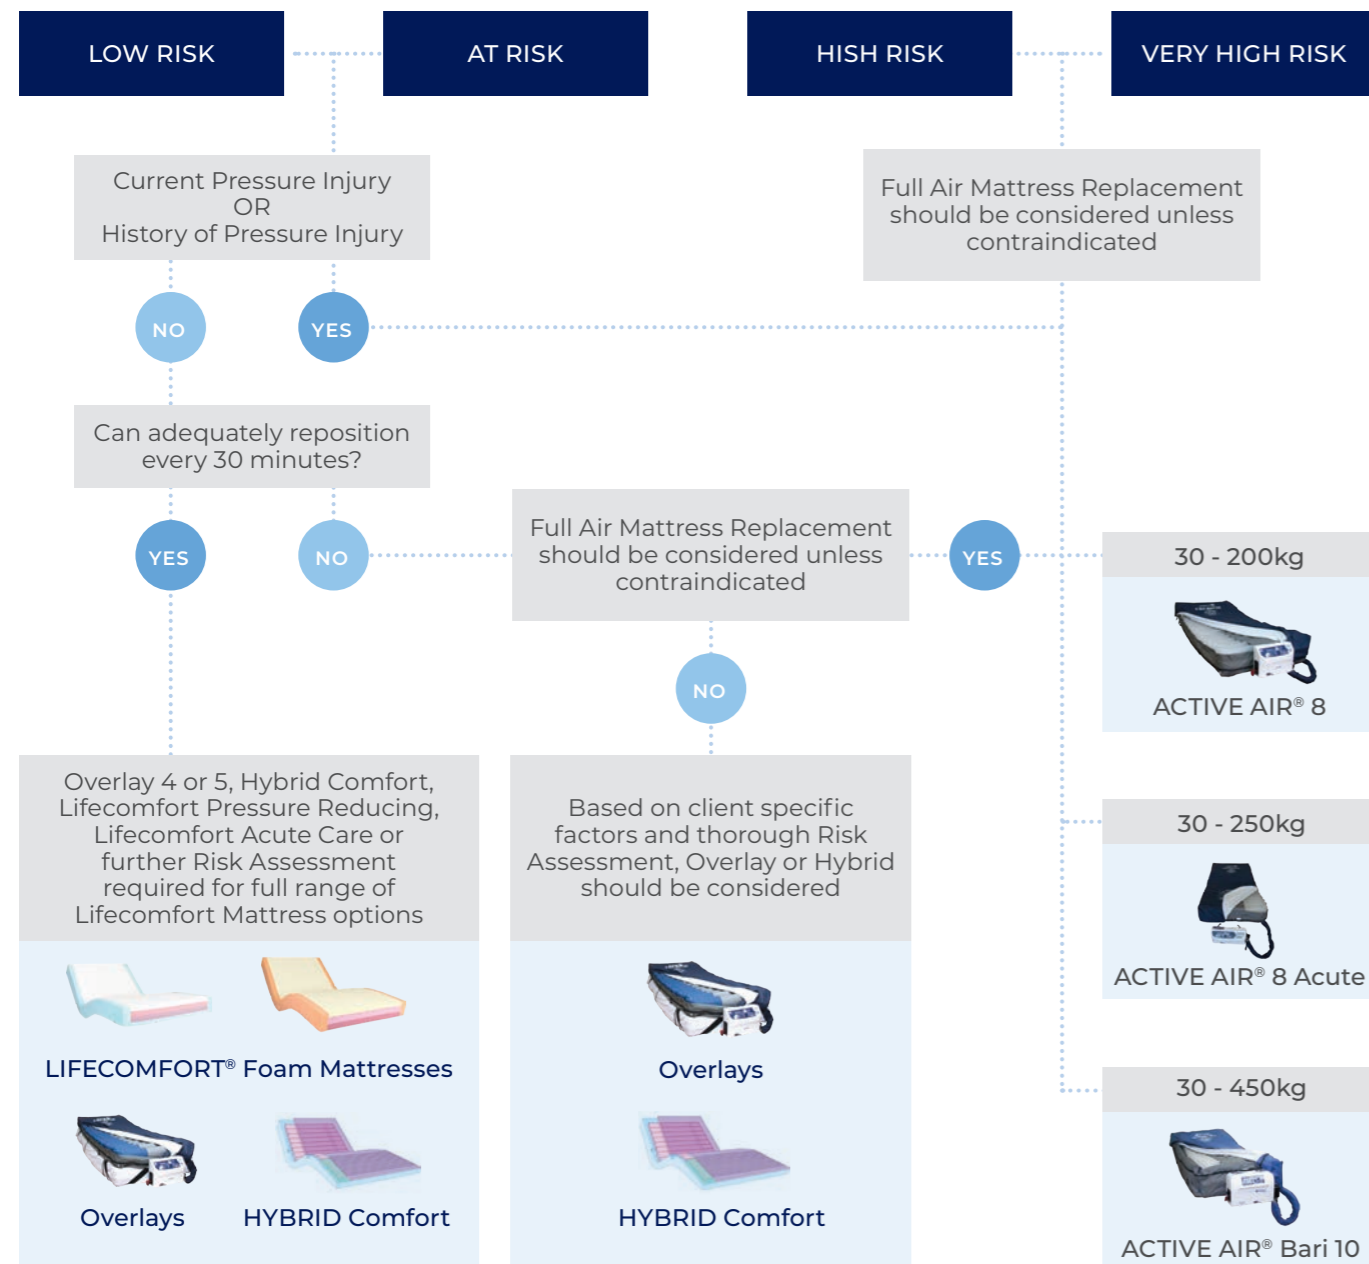 LOW RISK
AT RISK
HISH RISK
VERY HIGH RISK
Current Pressure Injury
OR
History of Pressure Injury
Full Air Mattress Replacement
should be considered unless
contraindicated
NO
YES
Can adequately reposition
every 30 minutes?
YES
NO
Full Air Mattress Replacement
should be considered unless
contraindicated
YES
NO
30 - 200kg
ACTIVE AIR® 8
Overlay 4 or 5, Hybrid Comfort,
Lifecomfort Pressure Reducing,
Lifecomfort Acute Care or
further Risk Assessment
required for full range of
Lifecomfort Mattress options
LIFECOMFORT® Foam Mattresses
Overlays
HYBRID Comfort
Based on client specific
factors and thorough Risk
Assessment, Overlay or Hybrid
should be considered
Overlays
HYBRID Comfort
30 - 250kg
ACTIVE AIR® 8 Acute
30 - 450kg
ACTIVE AIR® Bari 10